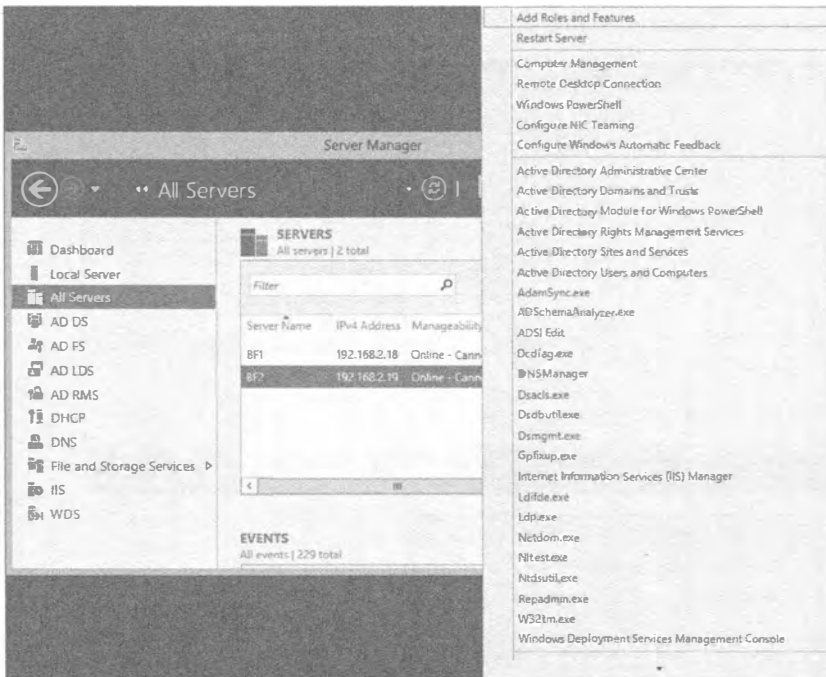 Server Manager
All Servers
Dashboard
Local Server
All Servers
AD DS
AD FS
AD LDS
AD RMS
DHCP
DNS
File and Storage Services
IIS
WDS
SERVERS
All servers | 2 total
Filter
Server Name IPv4 Address Manageability
BF1 192.168.2.18 Online - Cann
BF2 192.168.2.19 Online - Cann
EVENTS
All events | 229 total
Add Roles and Features
Restart Server
Computer Management
Remote Desktop Connection
Windows PowerShell
Configure NIC Teaming
Configure Windows Automatic Feedback
Active Directory Administrative Center
Active Directory Domains and Trusts
Active Directory Module for Windows PowerShell
Active Directory Rights Management Services
Active Directory Sites and Services
Active Directory Users and Computers
AdamSync.exe
ADSchemaAnalyzer.exe
ADSI Edit
Dcdiag.exe
DNSManager
Dsacls.exe
Dsdbutil.exe
Dsmgmt.exe
Gpfixup.exe
Internet Information Services (IIS) Manager
Ldifde.exe
Ldp.exe
Netdom.exe
Nltest.exe
Ntdsutil.exe
Repadmin.exe
W32tm.exe
Windows Deployment Services Management Console